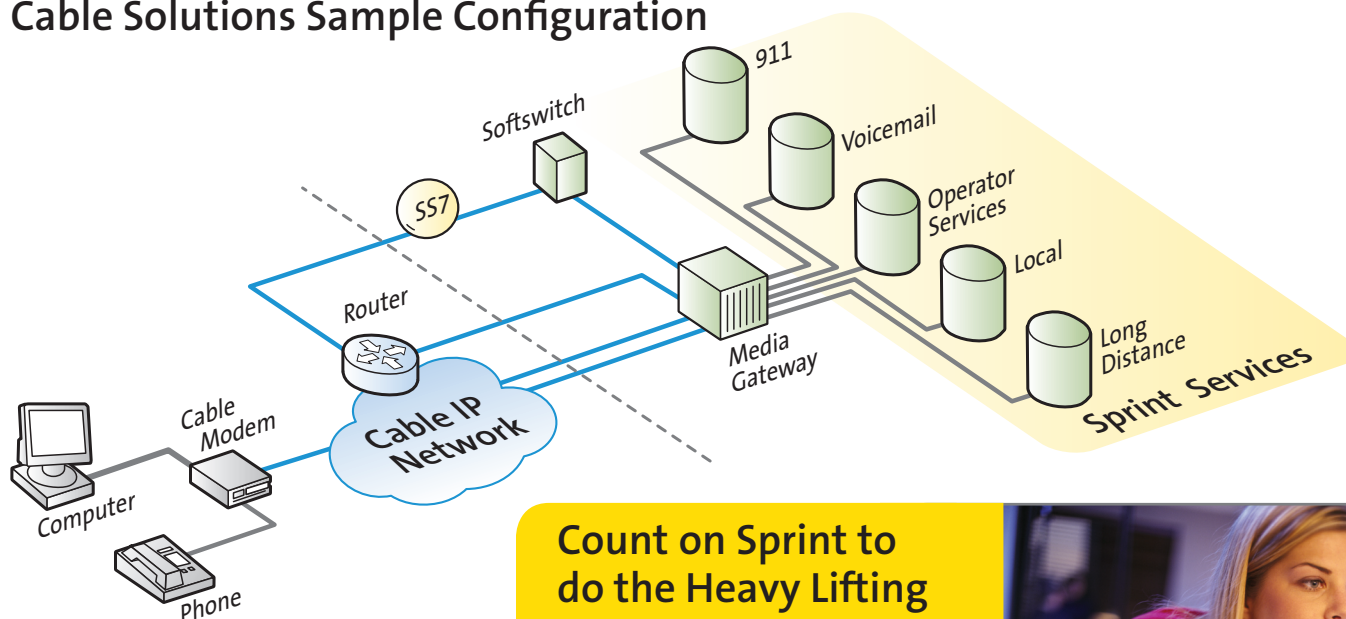 Cable Solutions Sample Configuration
911
Softswitch
Voicemail
SS7
Operator
Services
Local
Router
Media
Gateway
Long
Distance
Sprint Services
Cable IP
Network
Cable
Modem
Computer
Phone
Count on Sprint to
do the Heavy Lifting